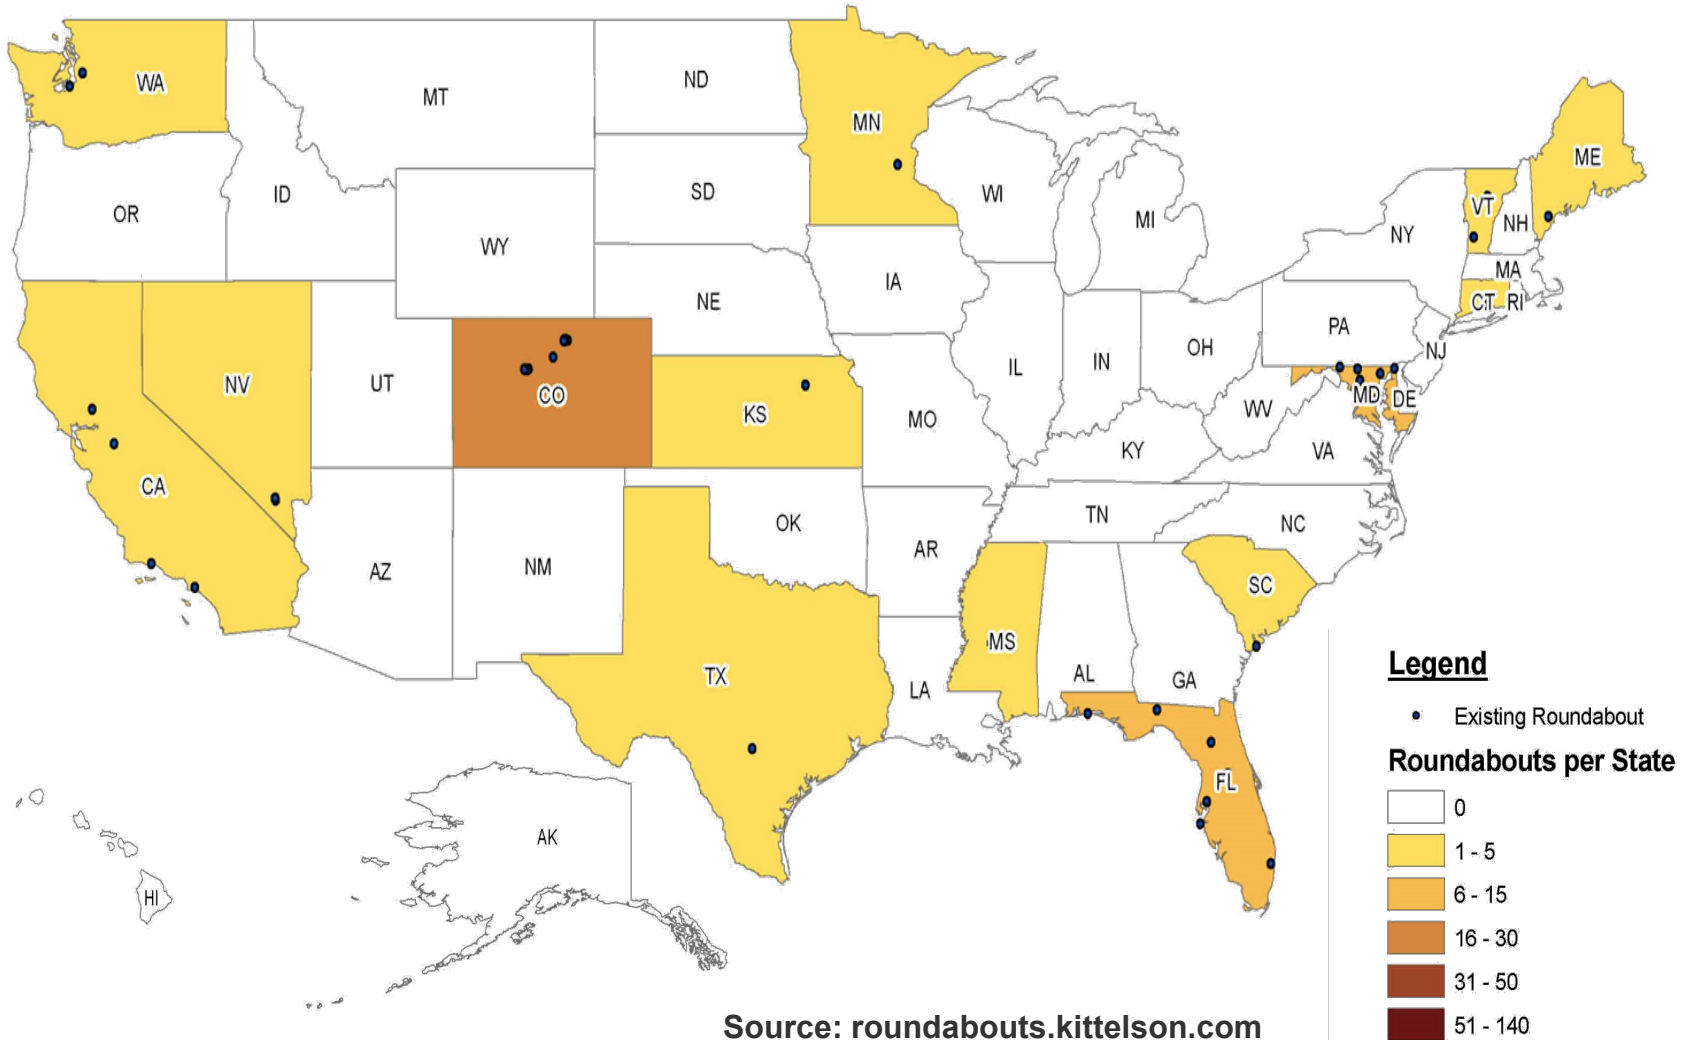 WA
MT
ND
MN
ME
OR
ID
SD
WI
MI
VT
NH
NY
WY
MA
IA
NE
CT
RI
PA
NJ
NV
UT
CO
KS
MO
IL
IN
OH
WV
MD
DE
KY
VA
CA
AZ
NM
OK
AR
TN
NC
SC
TX
LA
MS
AL
GA
FL
AK
HI
Legend
Existing Roundabout
Roundabouts per State
0
1 - 5
6 - 15
16 - 30
31 - 50
51 - 140
Source: roundabouts.kittelson.com